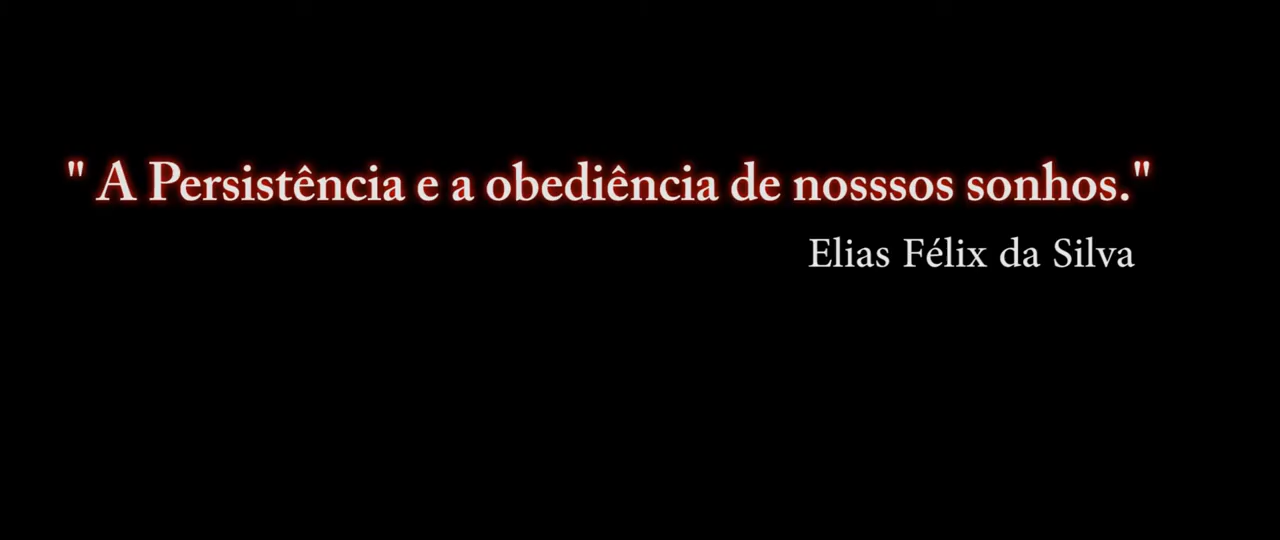 " A Persistência e a obediência de nosssos sonhos."
Elias Félix da Silva